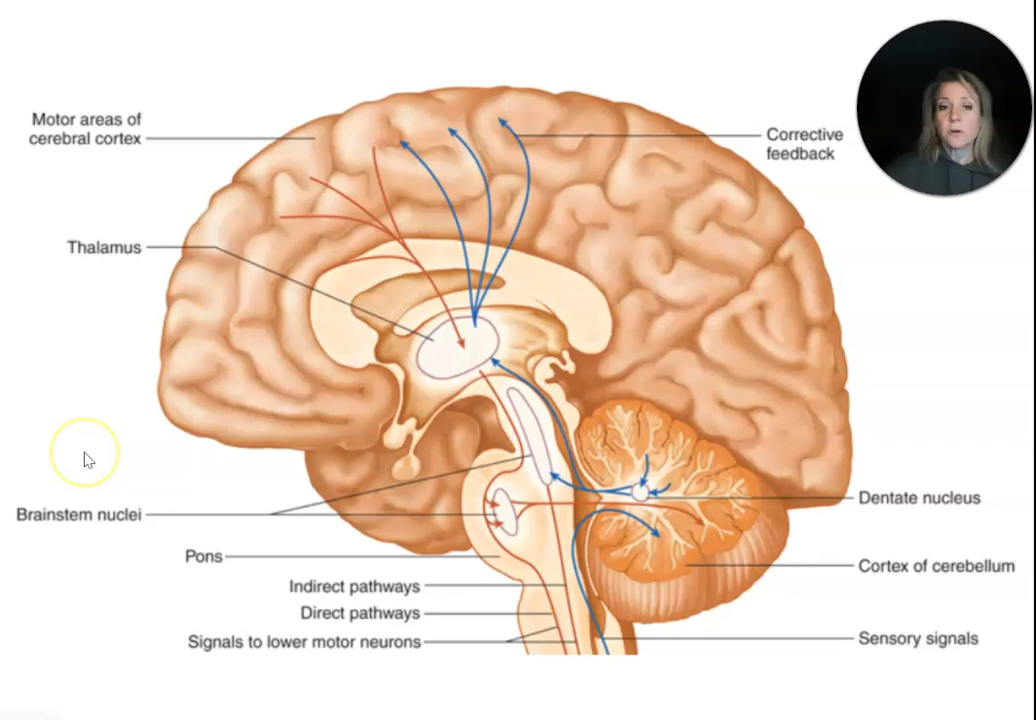 Motor areas of
cerebral cortex
Corrective
feedback
Thalamus
Dentate nucleus
Brainstem nuclei
Pons
Cortex of cerebellum
Indirect pathways
Direct pathways
Signals to lower motor neurons
Sensory signals